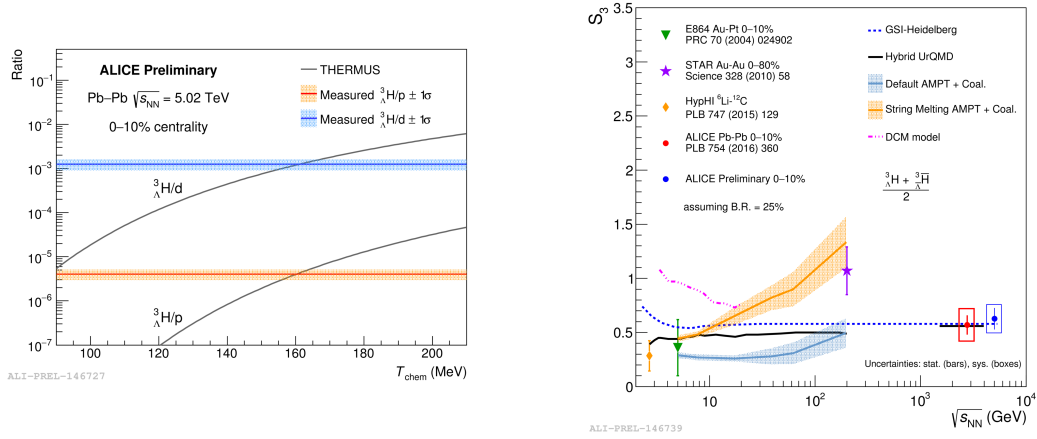 Ratio
10⁻¹
10⁻²
10⁻³
10⁻⁴
10⁻⁵
10⁻⁶
10⁻⁷
ALICE Preliminary
Pb–Pb √sNN = 5.02 TeV
0–10% centrality
THERMUS
Measured ³ΛH/p ± 1σ
Measured ³ΛH/d ± 1σ
³ΛH/d
³ΛH/p
100 120 140 160 180 200
Tchem (MeV)
ALI-PREL-146727
S₃
3.5
3
2.5
2
1.5
1
0.5
0
E864 Au-Pt 0-10%
PRC 70 (2004) 024902
STAR Au-Au 0-80%
Science 328 (2010) 58
HypHI ⁶Li-¹²C
PLB 747 (2015) 129
ALICE Pb-Pb 0-10%
PLB 754 (2016) 360
ALICE Preliminary 0-10%
assuming B.R. = 25%
GSI-Heidelberg
Hybrid UrQMD
Default AMPT + Coal.
String Melting AMPT + Coal.
DCM model
³ΛH + ³Λ̅H̅
2
Uncertainties: stat. (bars), sys. (boxes)
10 10² 10³ 10⁴
√sNN (GeV)
ALI-PREL-146739